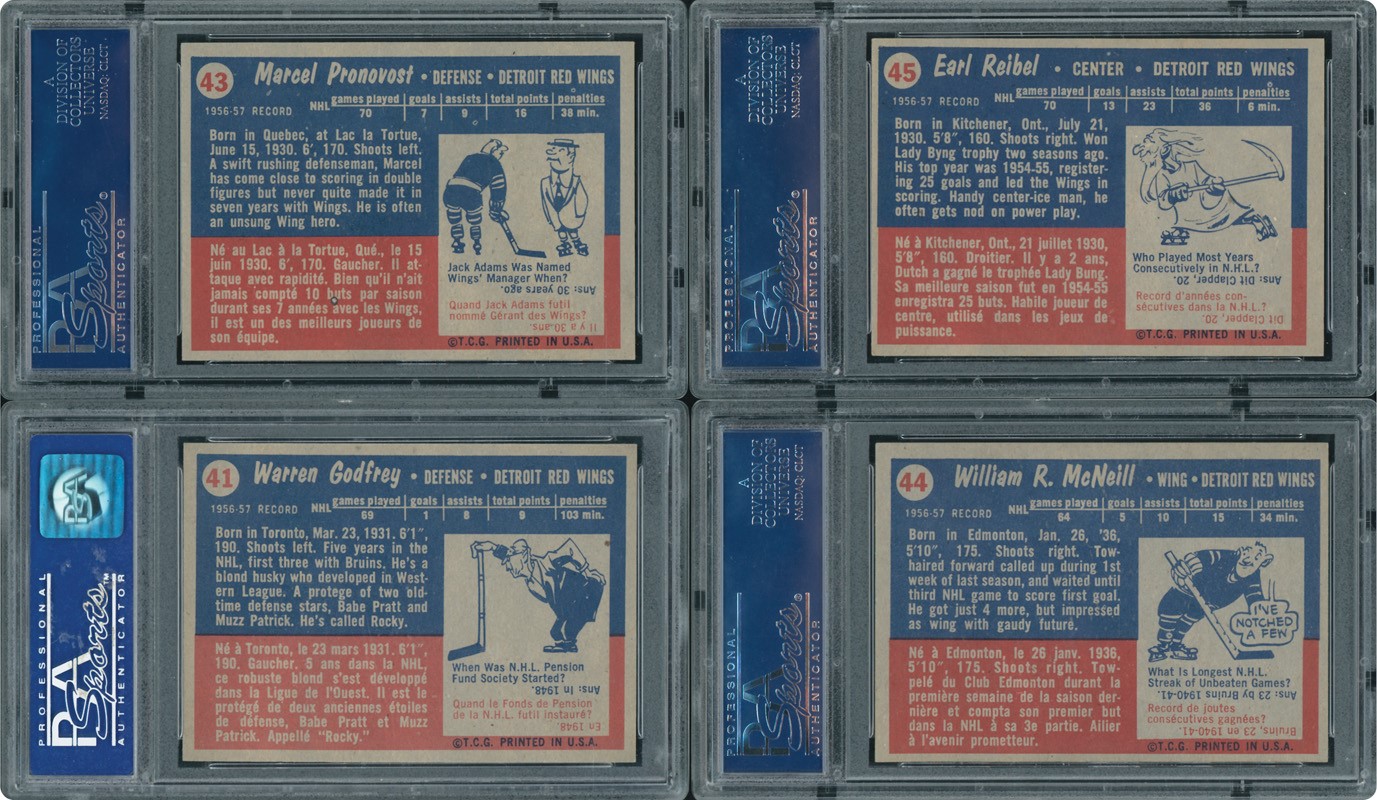 A
DIVISION OF
COLLECTORS
UNIVERSE
NASDAQ: CLCT
PROFESSIONAL
PSA
Sports®
AUTHENTICATOR
43 Marcel Pronovost • DEFENSE • DETROIT RED WINGS
1956-57 RECORD NHL games played goals assists total points penalties
70 7 9 16 38 min.
Born in Quebec, at Lac la Tortue,
June 15, 1930. 6', 170. Shoots left.
A swift rushing defenseman, Marcel
has come close to scoring in double
figures but never quite made it in
seven years with Wings. He is often
an unsung Wing hero.
Né au Lac à la Tortue, Qué., le 15
juin 1930. 6', 170. Gaucher. Il at-
taque avec rapidité. Bien qu'il n'ait
jamais compté 10 buts par saison
durant ses 7 années avec les Wings,
il est un des meilleurs joueurs de
son équipe.
Jack Adams Was Named
Wings' Manager When?
Ans: 30 years ago.
Quand Jack Adams futil
nommé Gérant des Wings?
Il y a 30 ans.
©T.C.G. PRINTED IN U.S.A.
A
DIVISION OF
COLLECTORS
UNIVERSE
NASDAQ: CLCT
PROFESSIONAL
PSA
Sports®
AUTHENTICATOR
45 Earl Reibel • CENTER • DETROIT RED WINGS
1956-57 RECORD NHL games played goals assists total points penalties
70 13 23 36 6 min.
Born in Kitchener, Ont., July 21,
1930. 5'8", 160. Shoots right. Won
Lady Byng trophy two seasons ago.
His top year was 1954-55, register-
ing 25 goals and led the Wings in
scoring. Handy center-ice man, he
often gets nod on power play.
Né à Kitchener, Ont., 21 juillet 1930,
5'8", 160. Droitier. Il y a 2 ans,
Dutch a gagné le trophée Lady Bung.
Sa meilleure saison fut en 1954-55
enregistra 25 buts. Habile joueur de
centre, utilisé dans les jeux de
puissance.
Who Played Most Years
Consecutively in N.H.L.?
Ans: Dit Clapper, 20.
Record d'années con-
sécutives dans la N.H.L.?
Dit Clapper, 20.
©T.C.G. PRINTED IN U.S.A.
PSA
PROFESSIONAL
PSA
Sports™
AUTHENTICATOR
41 Warren Godfrey • DEFENSE • DETROIT RED WINGS
1956-57 RECORD NHL games played goals assists total points penalties
69 1 8 9 103 min.
Born in Toronto, Mar. 23, 1931. 6'1",
190. Shoots left. Five years in the
NHL, first three with Bruins. He's a
blond husky who developed in West-
ern League. A protege of two old-
time defense stars, Babe Pratt and
Muzz Patrick. He's called Rocky.
Né à Toronto, le 23 mars 1931. 6'1",
190. Gaucher. 5 ans dans la NHL,
ce robuste blond s'est développé
dans la Ligue de l'Ouest. Il est le
protégé de deux anciennes étoiles
de défense, Babe Pratt et Muzz
Patrick. Appellé "Rocky."
When Was N.H.L. Pension
Fund Society Started?
Ans: In 1948.
Quand le Fonds de Pension
de la N.H.L. futil instauré?
En 1948.
©T.C.G. PRINTED IN U.S.A.
A
DIVISION OF
COLLECTORS
UNIVERSE
NASDAQ: CLCT
PROFESSIONAL
PSA
Sports®
AUTHENTICATOR
44 William R. McNeill • WING • DETROIT RED WINGS
1956-57 RECORD NHL games played goals assists total points penalties
64 5 10 15 34 min.
Born in Edmonton, Jan. 26, '36,
5'10", 175. Shoots right. Tow-
haired forward called up during 1st
week of last season, and waited until
third NHL game to score first goal.
He got just 4 more, but impressed
as wing with gaudy future.
Né à Edmonton, le 26 janv. 1936,
5'10", 175. Shoots right. Tow-
pelé du Club Edmonton durant la
première semaine de la saison der-
nière et compta son premier but
dans la NHL à sa 3e partie. Ailier
à l'avenir prometteur.
I'VE
NOTCHED
A FEW
What Is Longest N.H.L.
Streak of Unbeaten Games?
Ans: 23 by Bruins 1940-41.
Record de joutes
consécutives gagnées?
Bruins, 23 en 1940-41.
©T.C.G. PRINTED IN U.S.A.